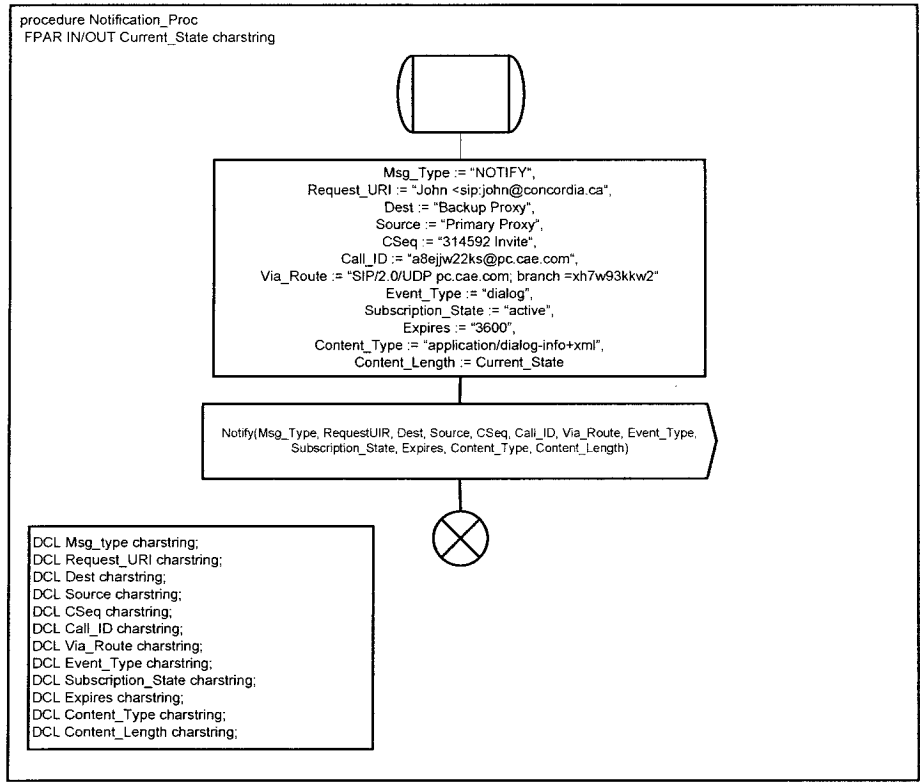 procedure Notification_Proc
FPAR IN/OUT Current_State charstring
Msg_Type := "NOTIFY",
Request_URI := "John <sip:john@concordia.ca",
Dest := "Backup Proxy",
Source := "Primary Proxy",
CSeq := "314592 Invite",
Call_ID := "a8ejjw22ks@pc.cae.com",
Via_Route := "SIP/2.0/UDP pc.cae.com; branch =xh7w93kkw2"
Event_Type := "dialog",
Subscription_State := "active",
Expires := "3600",
Content_Type := "application/dialog-info+xml",
Content_Length := Current_State
Notify(Msg_Type, RequestUIR, Dest, Source, CSeq, Call_ID, Via_Route, Event_Type,
Subscription_State, Expires, Content_Type, Content_Length)
DCL Msg_type charstring;
DCL Request_URI charstring;
DCL Dest charstring;
DCL Source charstring;
DCL CSeq charstring;
DCL Call_ID charstring;
DCL Via_Route charstring;
DCL Event_Type charstring;
DCL Subscription_State charstring;
DCL Expires charstring;
DCL Content_Type charstring;
DCL Content_Length charstring;